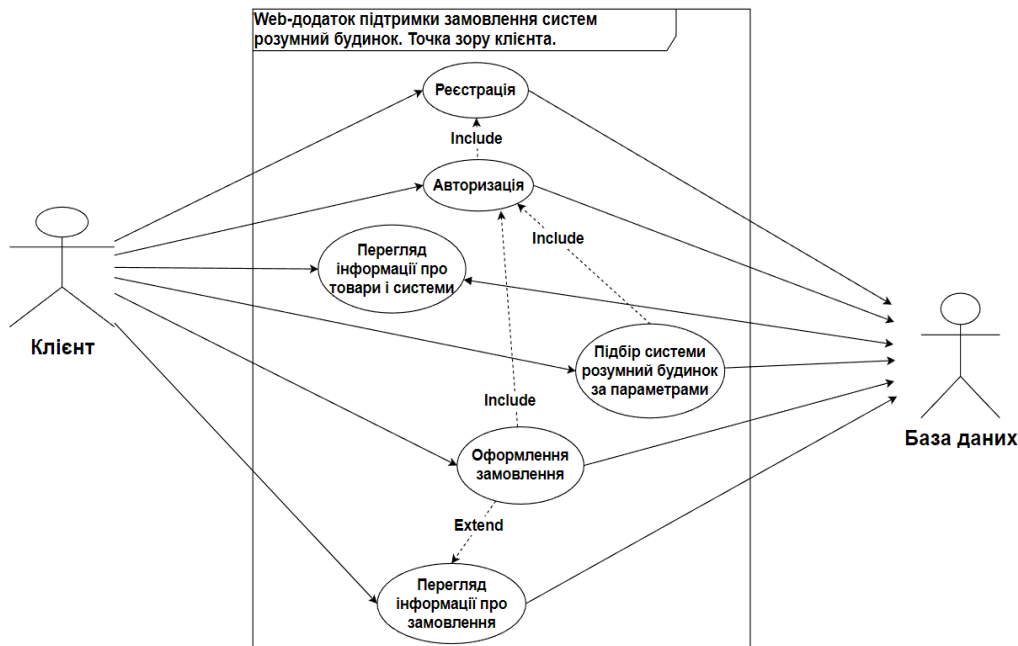 Web-додаток підтримки замовлення систем
розумний будинок. Точка зору клієнта.
Реєстрація
Include
Авторизація
Include
Перегляд
інформації про
товари і системи
Клієнт
Підбір системи
розумний будинок
за параметрами
Include
База даних
Оформлення
замовлення
Extend
Перегляд
інформації про
замовлення